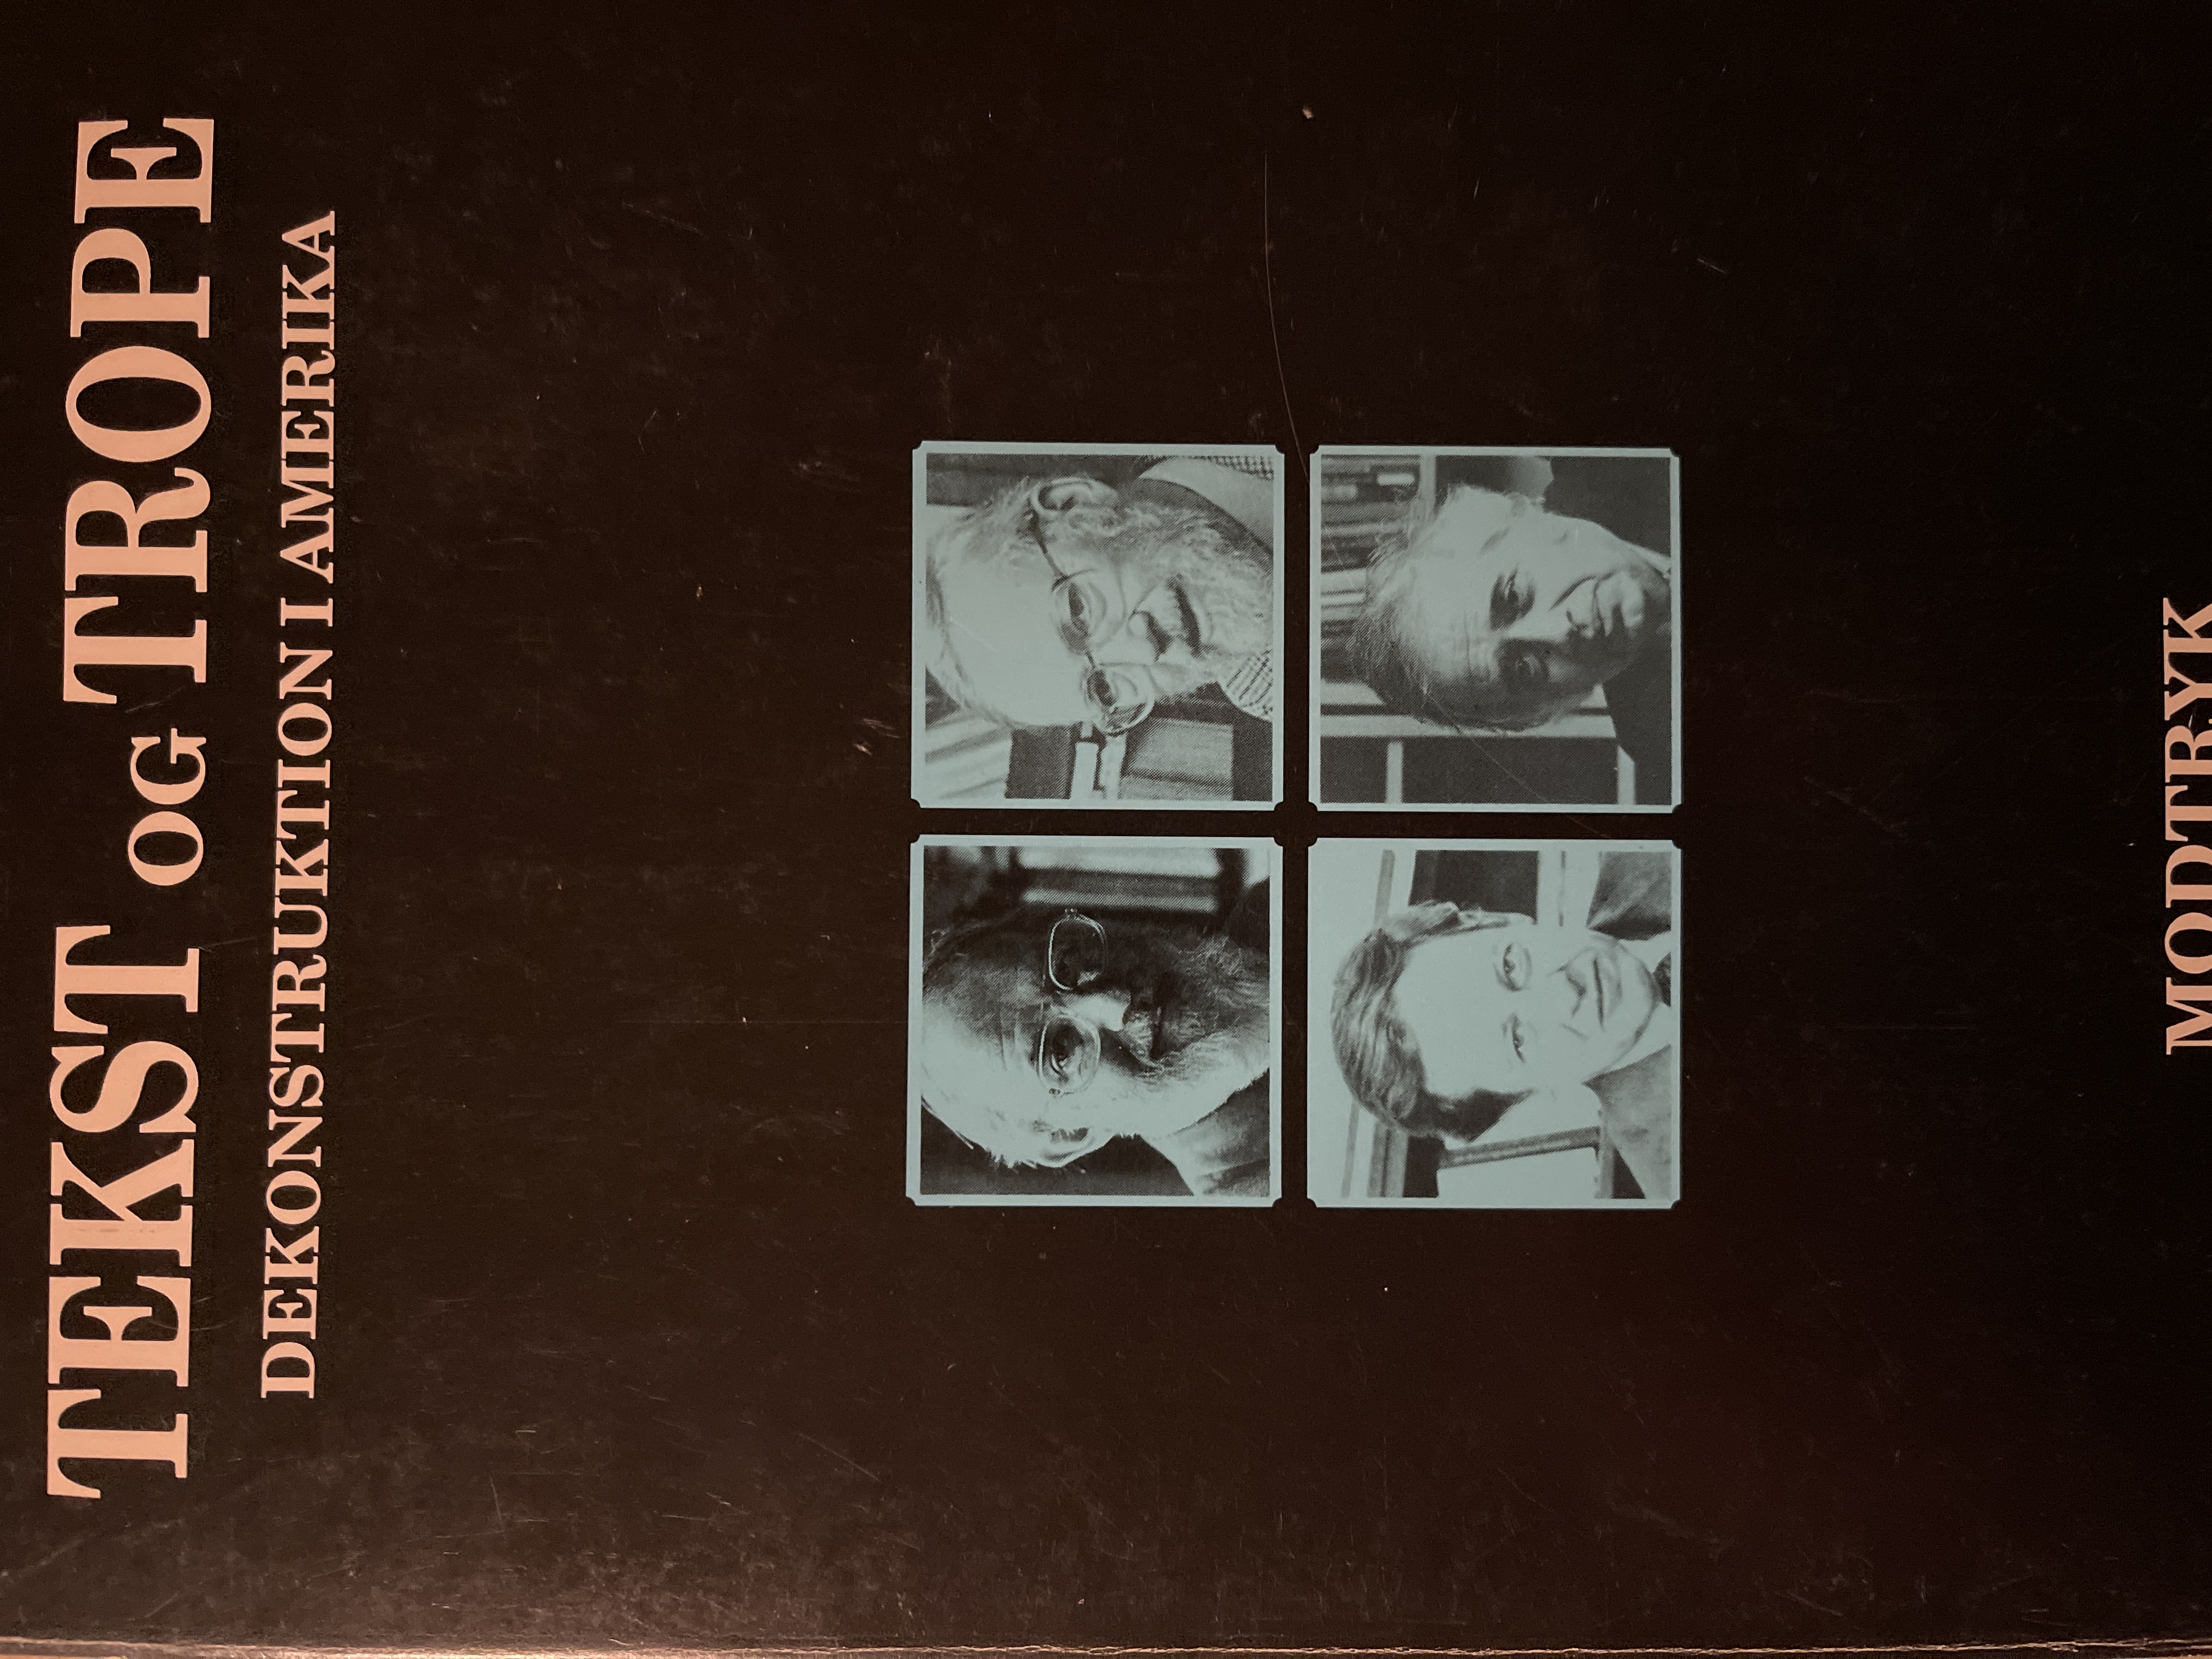 TEKST OG TROPE
DEKONSTRUKTION I AMERIKA
MODTRYK